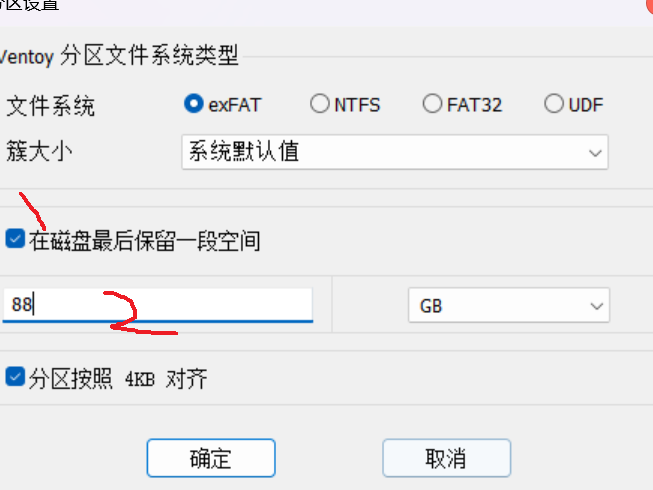 分区设置
Ventoy 分区文件系统类型
文件系统 exFAT NTFS FAT32 UDF
簇大小 系统默认值
在磁盘最后保留一段空间
88 2 GB
分区按照 4KB 对齐
确定 取消